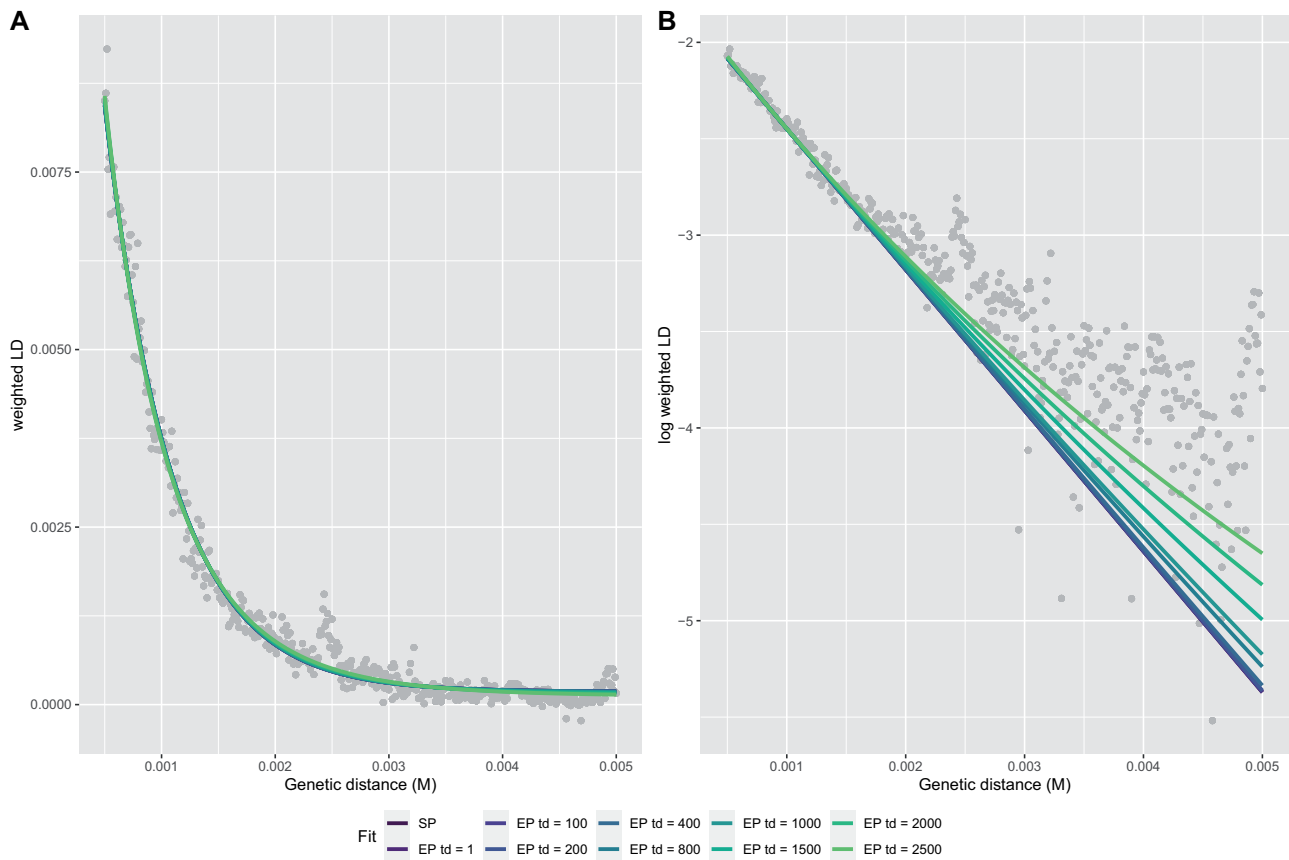 A
B
weighted LD
0.0075
0.0050
0.0025
0.0000
0.001
0.002
0.003
0.004
0.005
Genetic distance (M)
log weighted LD
−2
−3
−4
−5
0.001
0.002
0.003
0.004
0.005
Genetic distance (M)
Fit
SP
EP td = 100
EP td = 400
EP td = 1000
EP td = 2000
EP td = 1
EP td = 200
EP td = 800
EP td = 1500
EP td = 2500